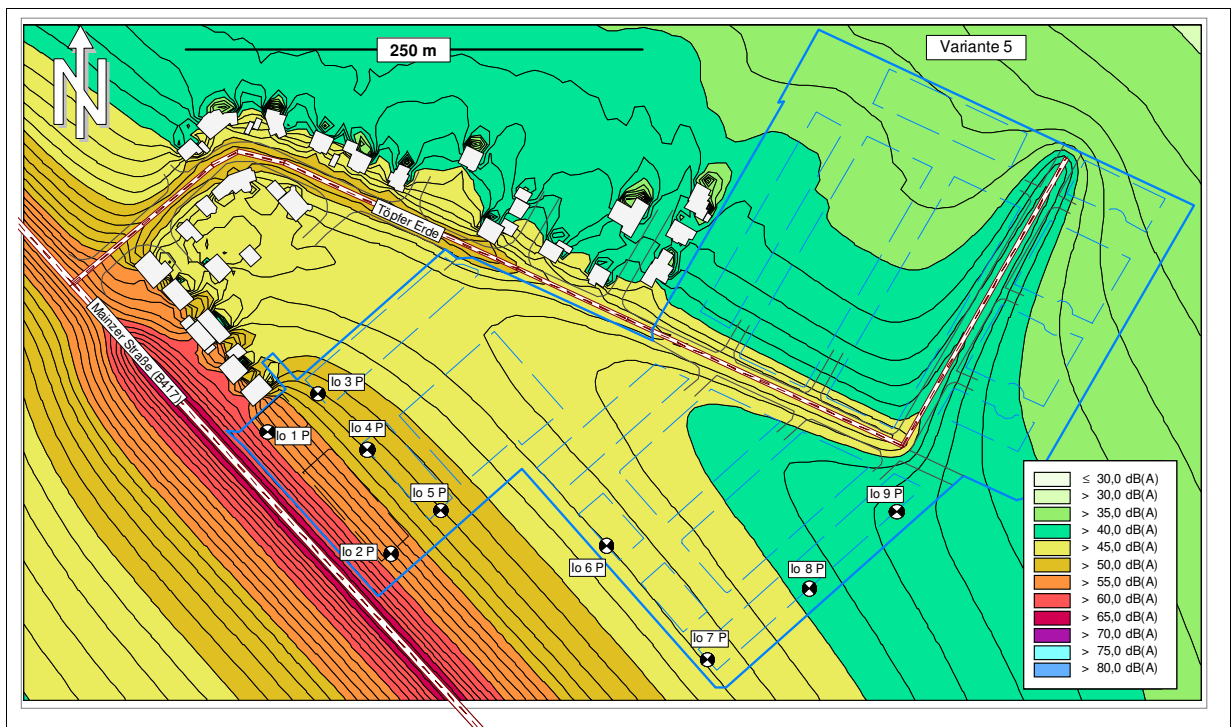 N
250 m
Variante 5
Töpfer Erde
Mainzer Straße (B417)
Io 3 P
Io 1 P
Io 4 P
Io 5 P
Io 2 P
Io 6 P
Io 9 P
Io 8 P
Io 7 P
≤ 30,0 dB(A)
> 30,0 dB(A)
> 35,0 dB(A)
> 40,0 dB(A)
> 45,0 dB(A)
> 50,0 dB(A)
> 55,0 dB(A)
> 60,0 dB(A)
> 65,0 dB(A)
> 70,0 dB(A)
> 75,0 dB(A)
> 80,0 dB(A)